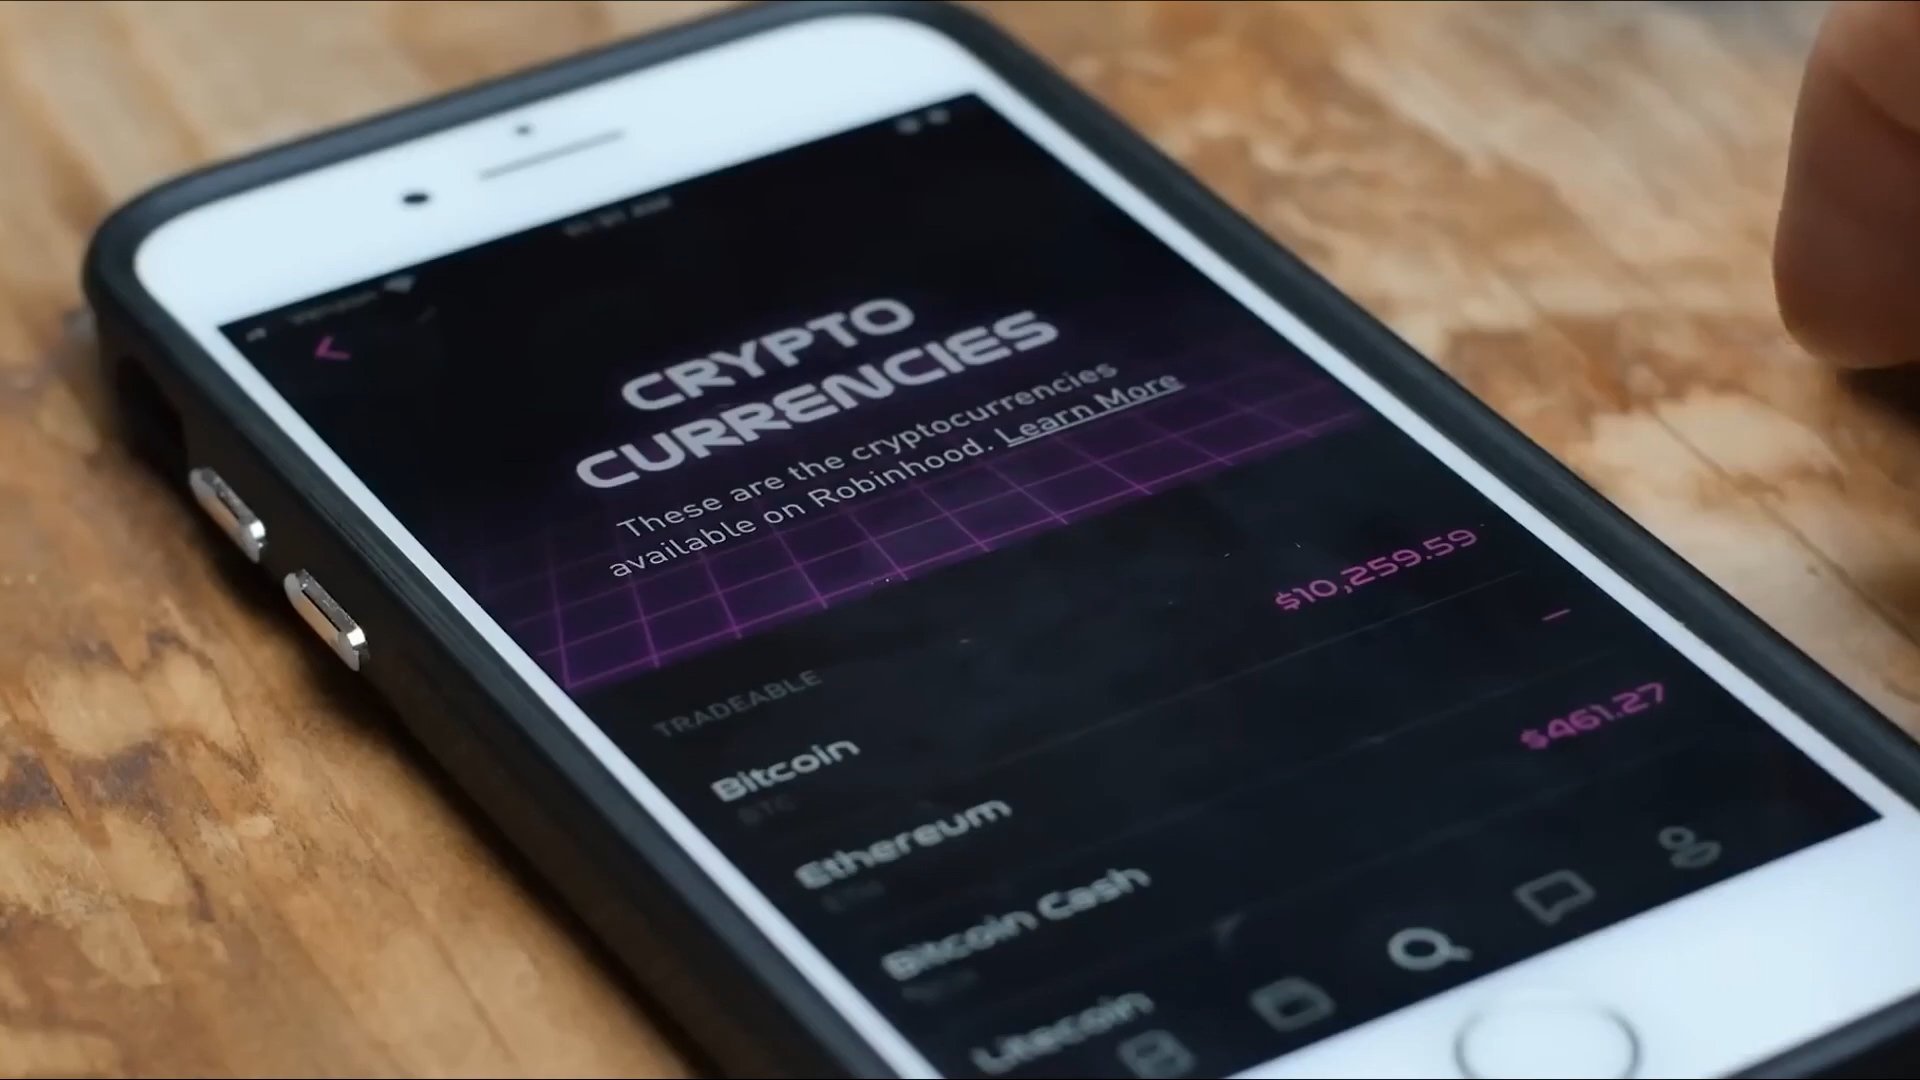 CRYPTO
CURRENCIES
These are the cryptocurrencies
available on Robinhood. Learn More
TRADEABLE
Bitcoin $10,259.59
BTC
Ethereum —
Bitcoin Cash $461.27
Litecoin